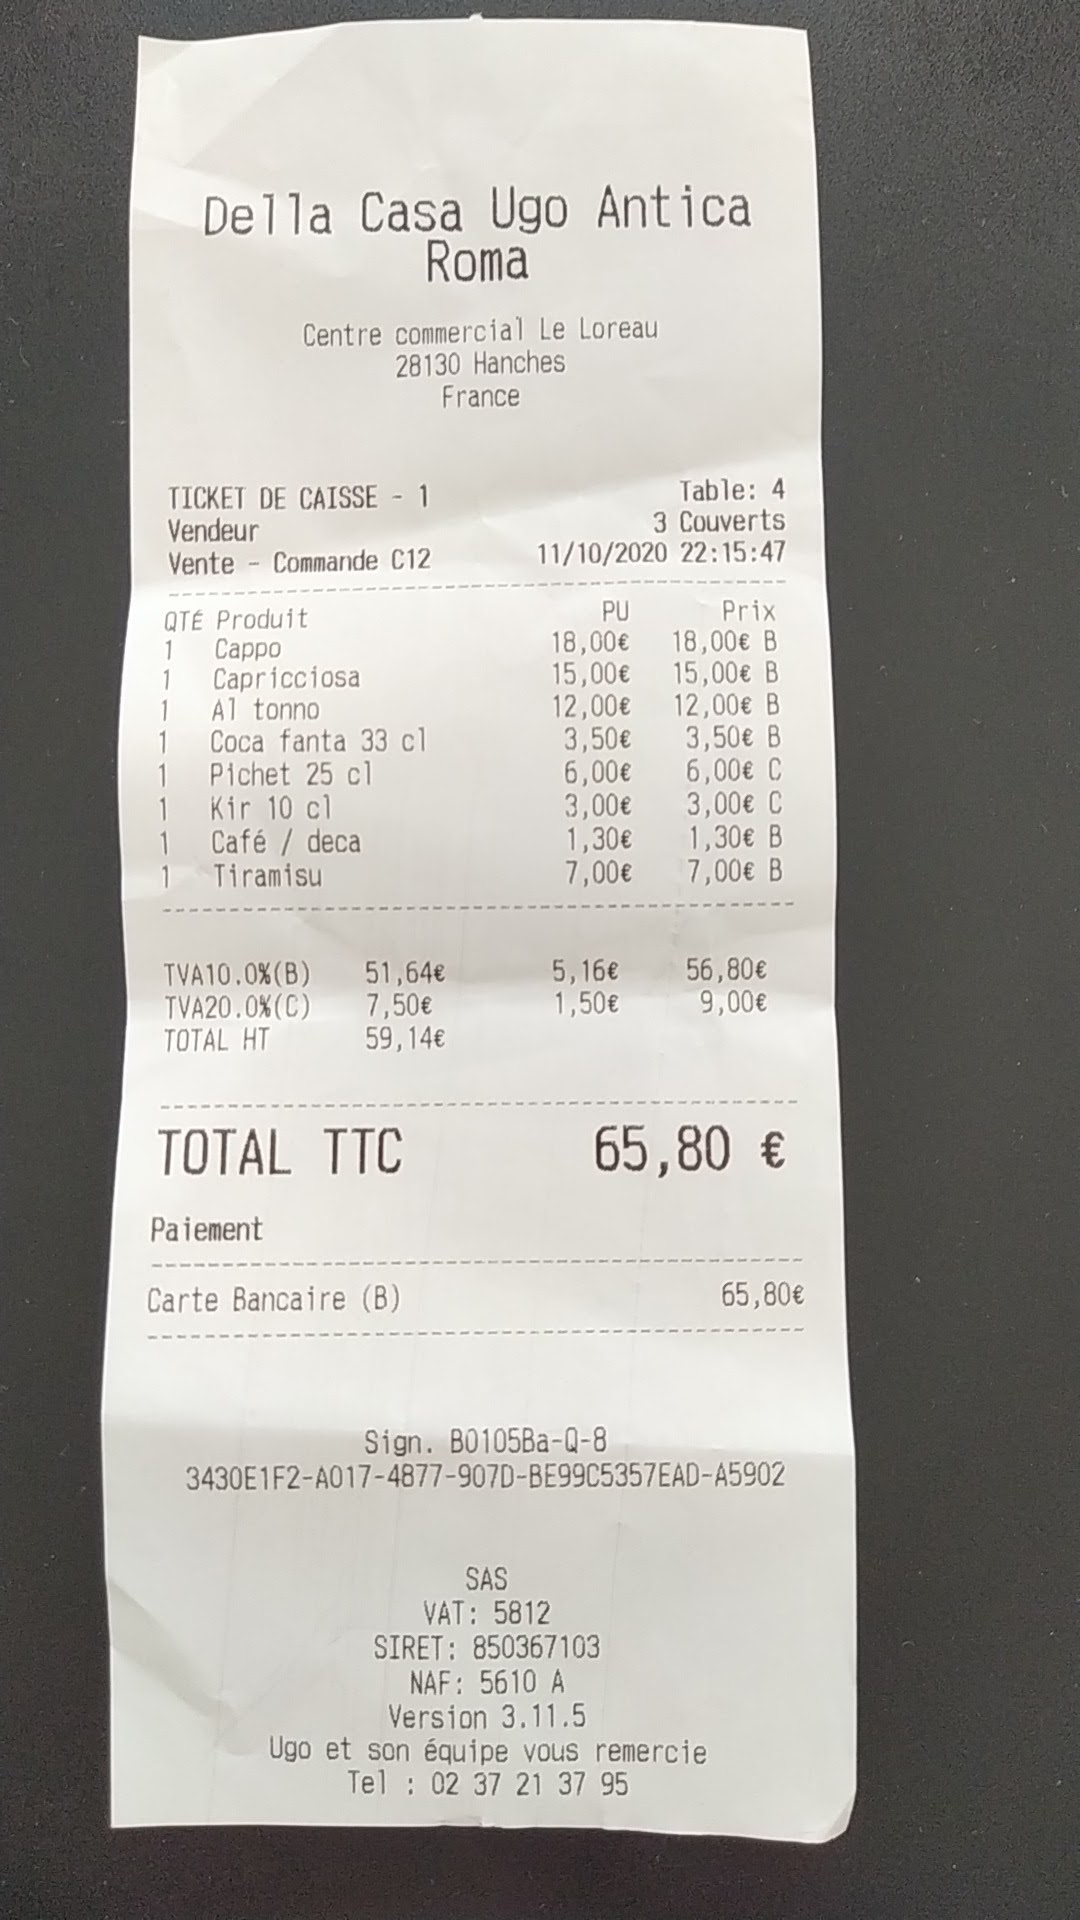 Della Casa Ugo Antica
Roma
Centre commercial Le Loreau
28130 Hanches
France
TICKET DE CAISSE - 1 Table: 4
Vendeur 3 Couverts
Vente - Commande C12 11/10/2020 22:15:47
QTÉ Produit PU Prix
1 Cappo 18,00€ 18,00€ B
1 Capricciosa 15,00€ 15,00€ B
1 Al tonno 12,00€ 12,00€ B
1 Coca fanta 33 cl 3,50€ 3,50€ B
1 Pichet 25 cl 6,00€ 6,00€ C
1 Kir 10 cl 3,00€ 3,00€ C
1 Café / deca 1,30€ 1,30€ B
1 Tiramisu 7,00€ 7,00€ B
TVA10.0%(B) 51,64€ 5,16€ 56,80€
TVA20.0%(C) 7,50€ 1,50€ 9,00€
TOTAL HT 59,14€
TOTAL TTC 65,80 €
Paiement
Carte Bancaire (B) 65,80€
Sign. B0105Ba-Q-8
3430E1F2-A017-4877-907D-BE99C5357EAD-A5902
SAS
VAT: 5812
SIRET: 850367103
NAF: 5610 A
Version 3.11.5
Ugo et son équipe vous remercie
Tel : 02 37 21 37 95